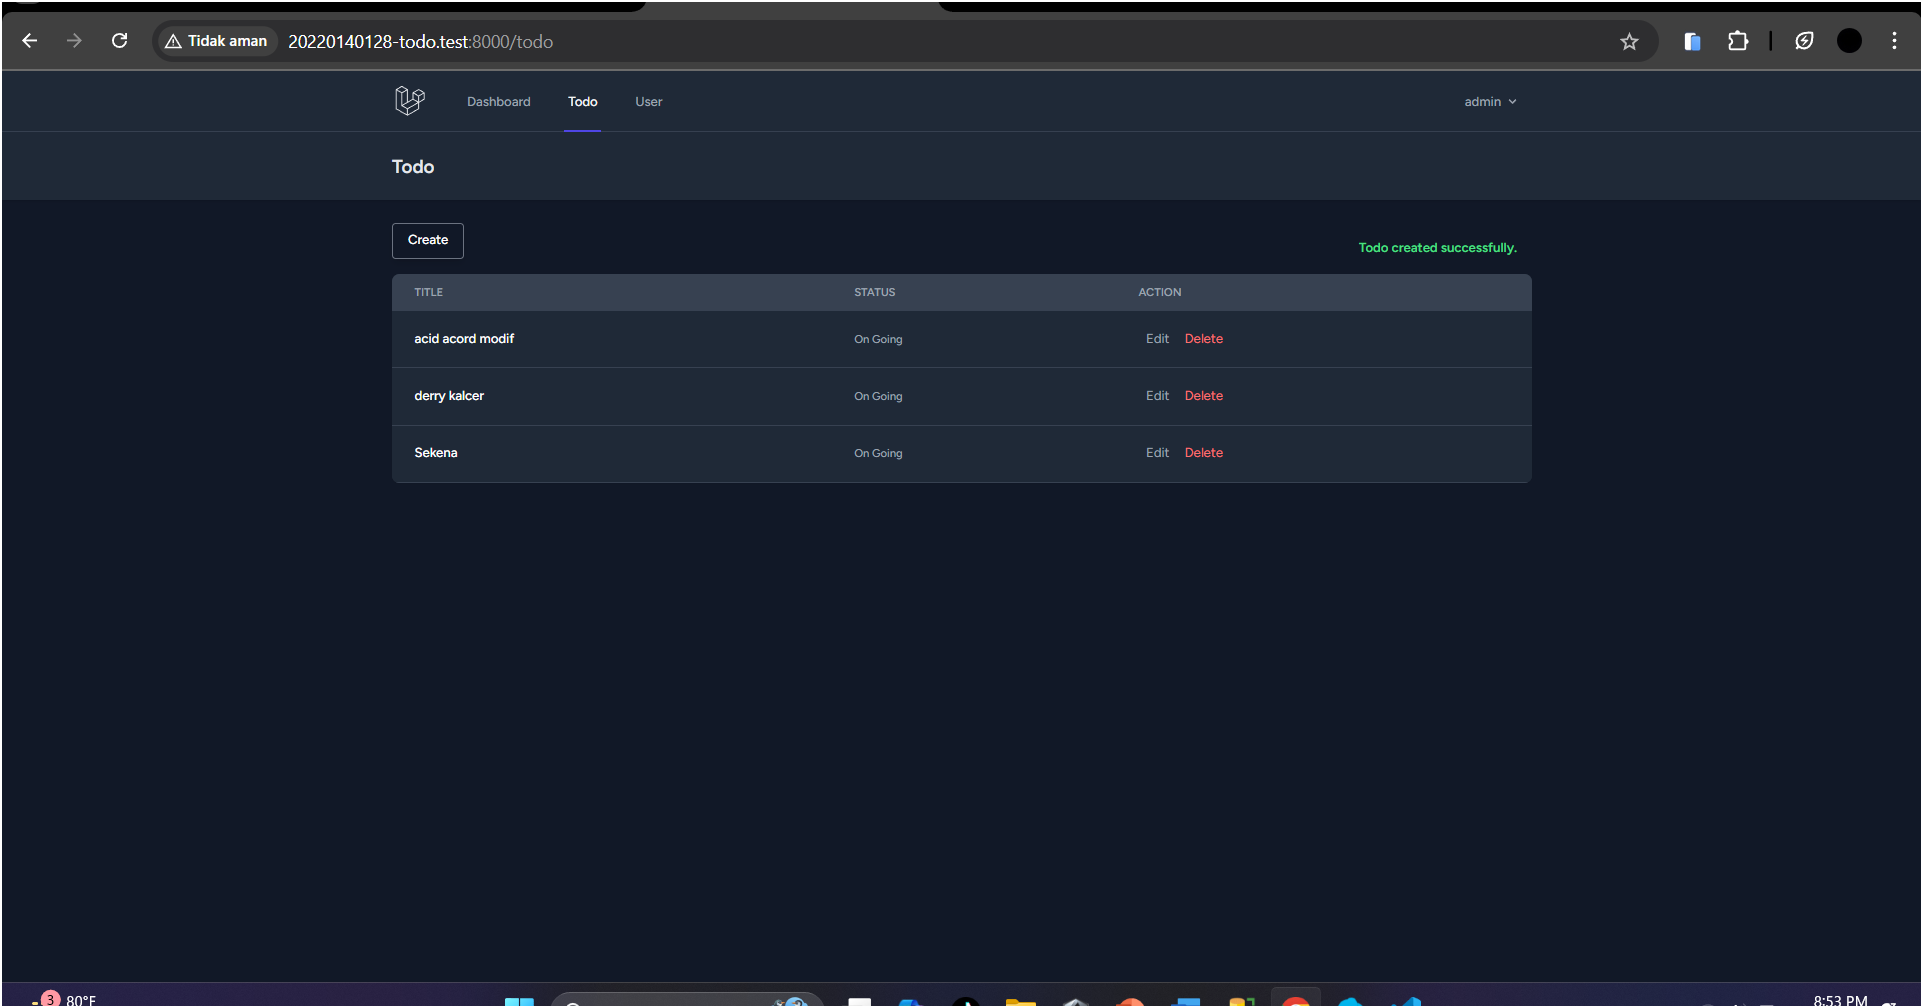 Tidak aman 20220140128-todo.test:8000/todo
Dashboard Todo User admin
Todo
Create Todo created successfully.
TITLE STATUS ACTION
acid acord modif On Going Edit Delete
derry kalcer On Going Edit Delete
Sekena On Going Edit Delete
3 80°F 8:53 PM